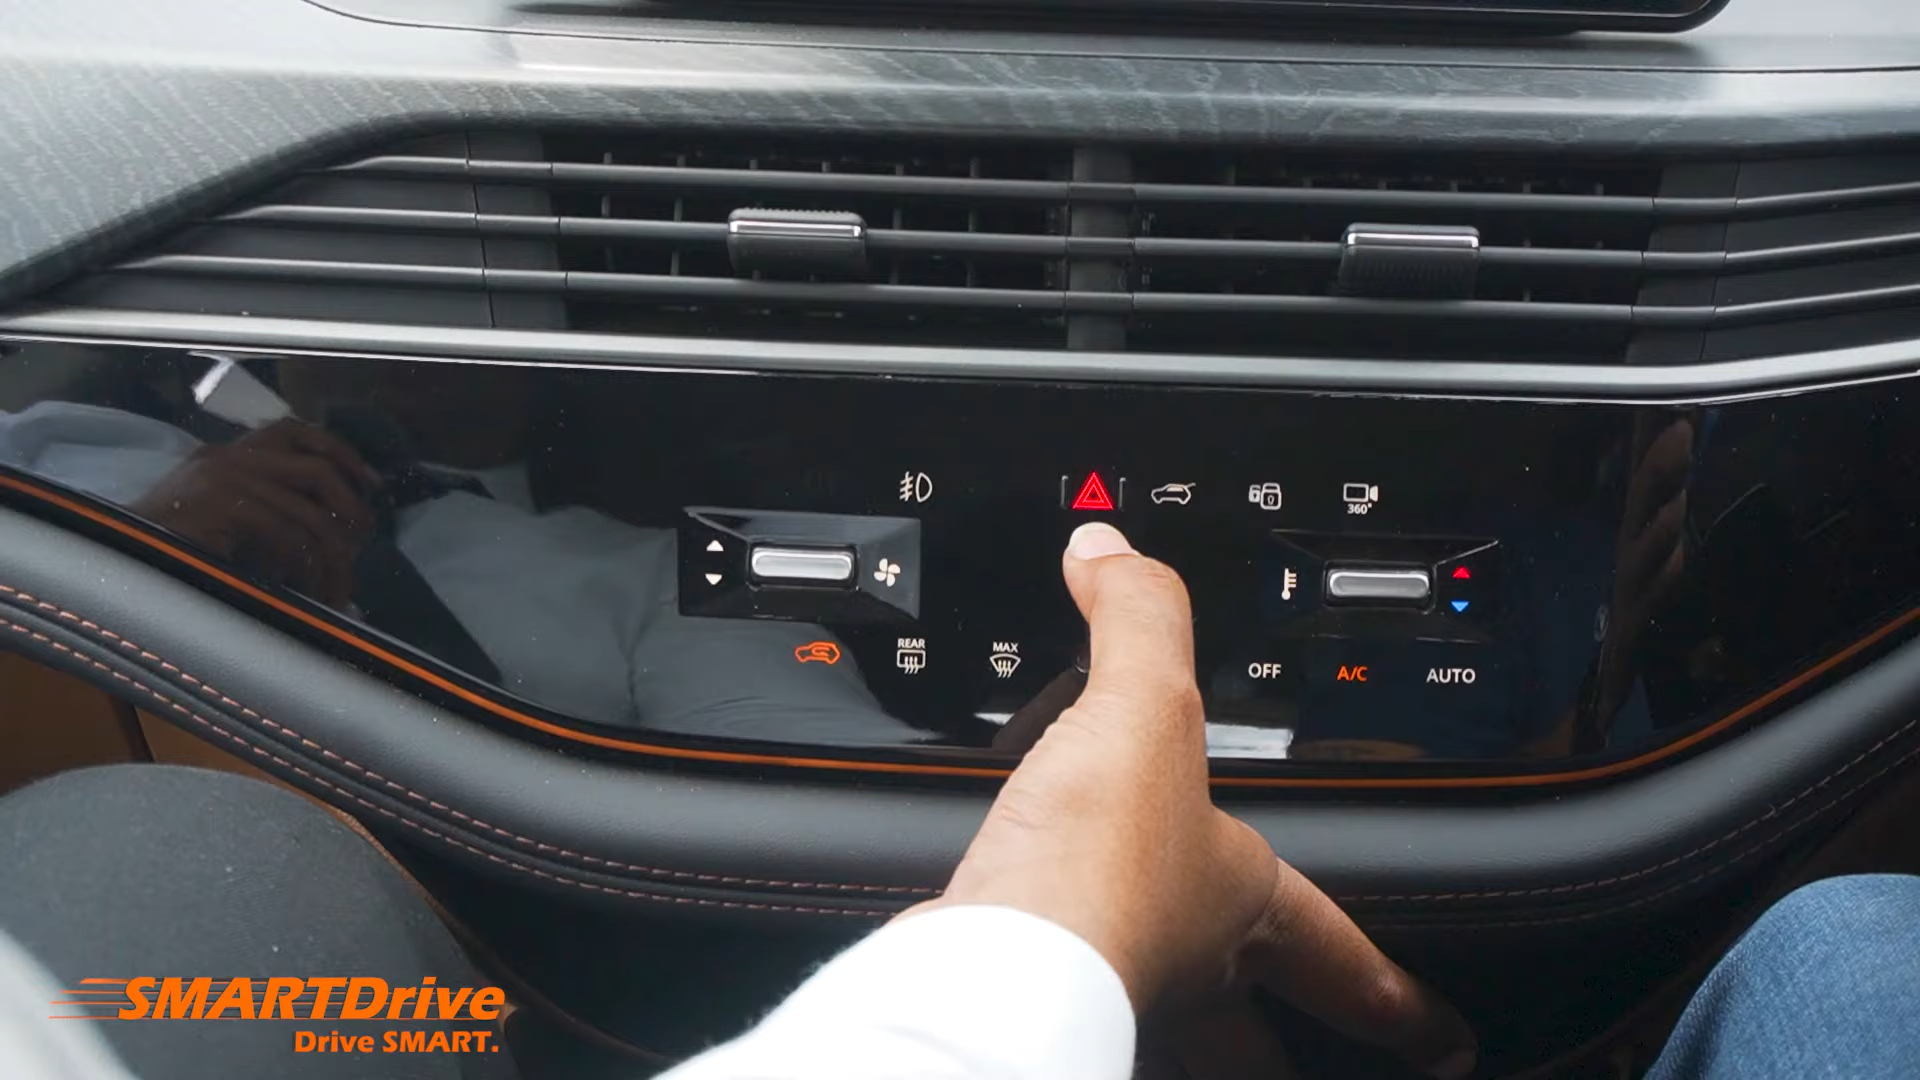 360°
REAR
MAX
OFF A/C AUTO
SMARTDrive
Drive SMART.